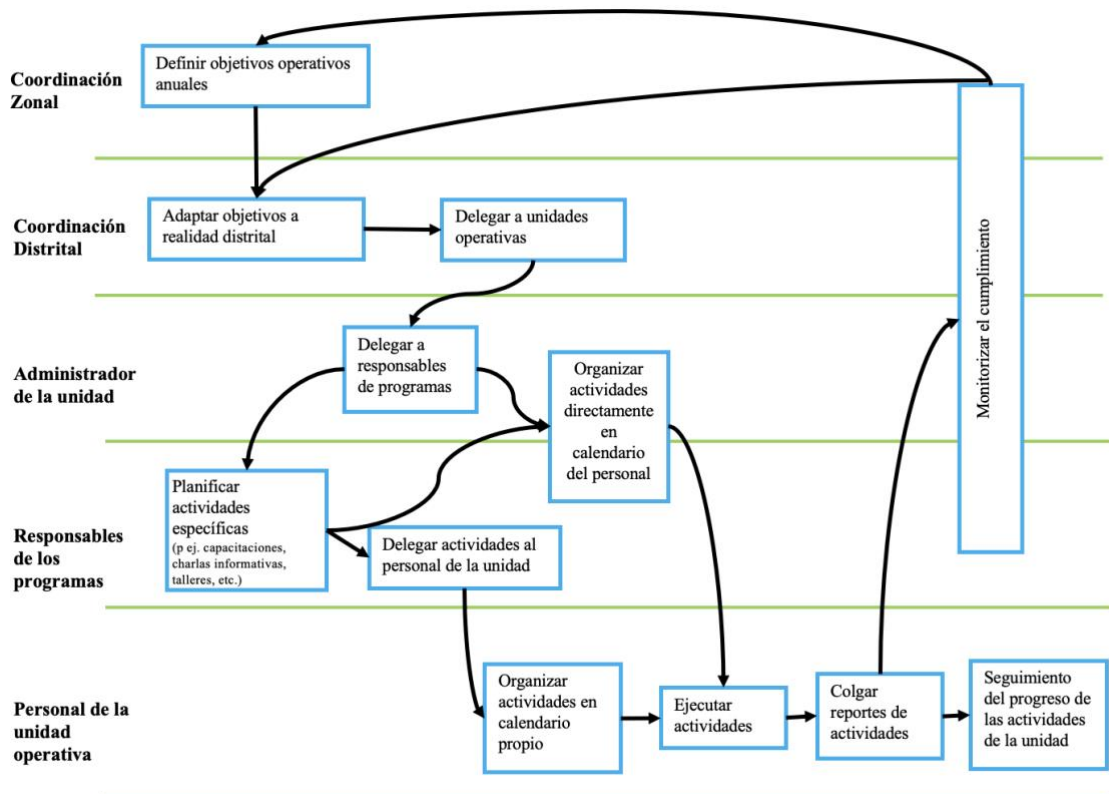 Coordinación
Zonal
Definir objetivos operativos
anuales
Coordinación
Distrital
Adaptar objetivos a
realidad distrital
Delegar a unidades
operativas
Administrador
de la unidad
Delegar a
responsables
de programas
Organizar
actividades
directamente
en
calendario
del personal
Monitorizar el cumplimiento
Responsables
de los
programas
Planificar
actividades
específicas
(p ej. capacitaciones,
charlas informativas,
talleres, etc.)
Delegar actividades al
personal de la unidad
Personal de la
unidad
operativa
Organizar
actividades en
calendario
propio
Ejecutar
actividades
Colgar
reportes de
actividades
Seguimiento
del progreso de
las actividades
de la unidad